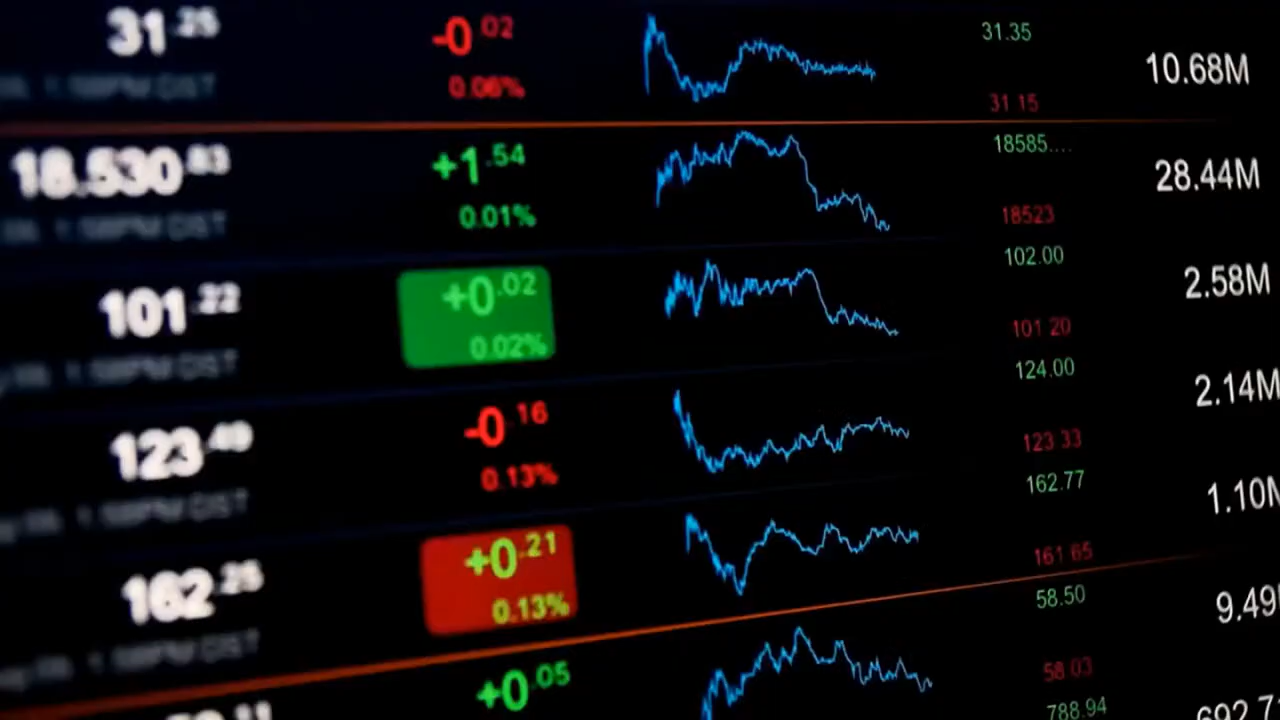 31.25 -0.02 31.35 10.68M
0.06% 31 15
18,530.83 +1.54 18585.... 28.44M
0.01% 18523
101.22 +0.02 102.00 2.58M
0.02% 101 20
123.49 -0.16 124.00 2.14M
0.13% 123 33
162.25 +0.21 162.77 1.10M
0.13% 161 65
+0.05 58.50
58 03
788.94